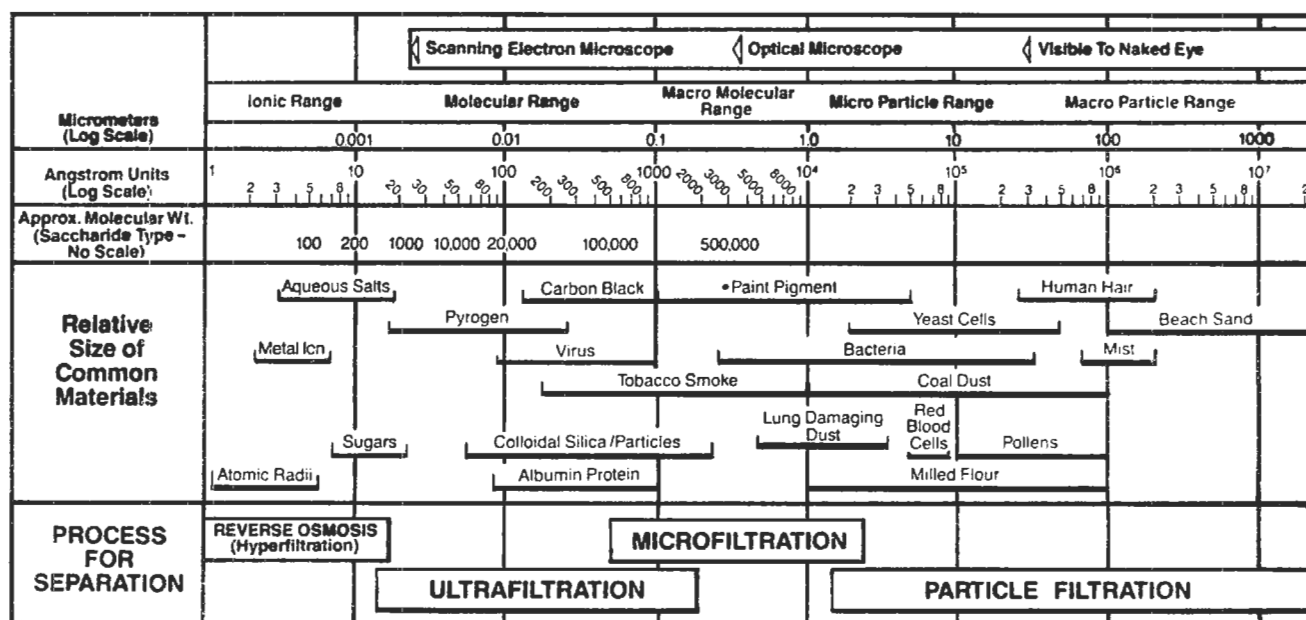 Scanning Electron Microscope Optical Microscope Visible To Naked Eye
Ionic Range Molecular Range Macro Molecular Range Micro Particle Range Macro Particle Range
Micrometers
(Log Scale)
0.001 0.01 0.1 1.0 10 100 1000
Angstrom Units
(Log Scale)
1 10 100 1000 10⁴ 10⁵ 10⁶ 10⁷
2 3 5 8 20 30 50 80 200 300 500 800 2000 3000 5000 8000 2 3 5 8 2 3 5 8 2 3 5 8 2
Approx. Molecular Wt.
(Saccharide Type –
No Scale)
100 200 1000 10,000 20,000 100,000 500,000
Relative
Size of
Common
Materials
Aqueous Salts Carbon Black •Paint Pigment Human Hair
Pyrogen Yeast Cells Beach Sand
Metal Icn Virus Bacteria Mist
Tobacco Smoke Coal Dust
Lung Damaging
Dust
Red
Blood
Cells
Sugars Colloidal Silica /Particles Pollens
Atomic Radii Albumin Protein Milled Flour
PROCESS
FOR
SEPARATION
REVERSE OSMOSIS
(Hyperfiltration)
MICROFILTRATION
ULTRAFILTRATION PARTICLE FILTRATION